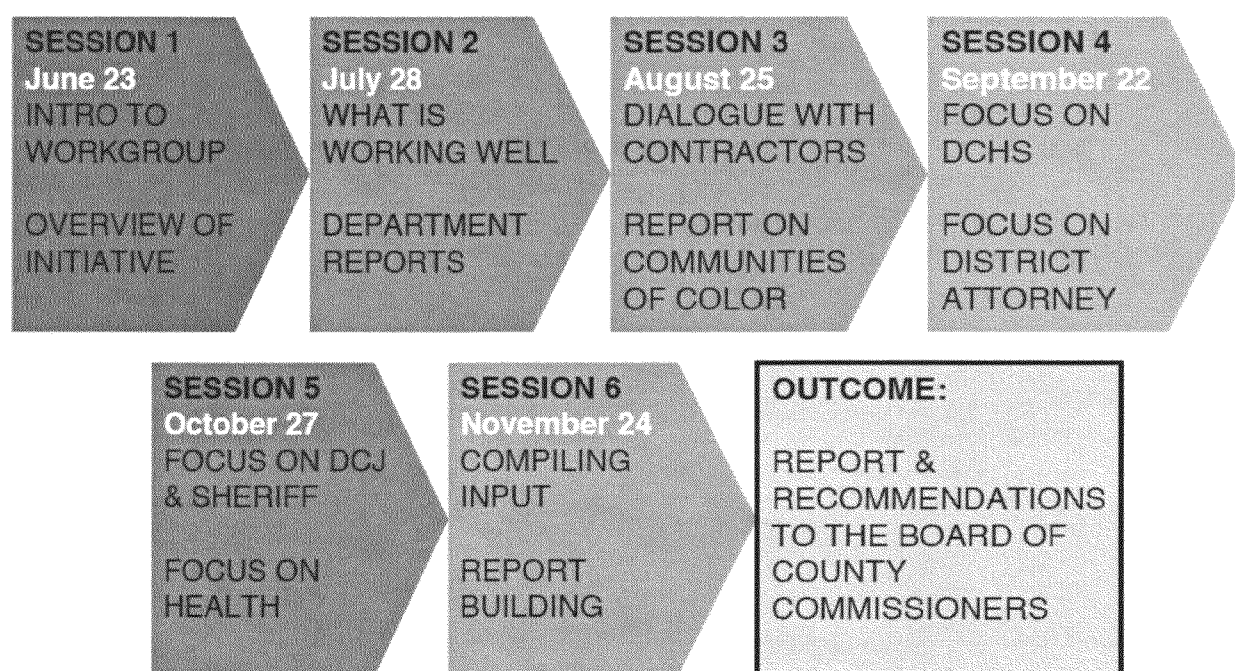 SESSION 1
June 23
INTRO TO
WORKGROUP
OVERVIEW OF
INITIATIVE
SESSION 2
July 28
WHAT IS
WORKING WELL
DEPARTMENT
REPORTS
SESSION 3
August 25
DIALOGUE WITH
CONTRACTORS
REPORT ON
COMMUNITIES
OF COLOR
SESSION 4
September 22
FOCUS ON
DCHS
FOCUS ON
DISTRICT
ATTORNEY
SESSION 5
October 27
FOCUS ON DCJ
& SHERIFF
FOCUS ON
HEALTH
SESSION 6
November 24
COMPILING
INPUT
REPORT
BUILDING
OUTCOME:
REPORT &
RECOMMENDATIONS
TO THE BOARD OF
COUNTY
COMMISSIONERS